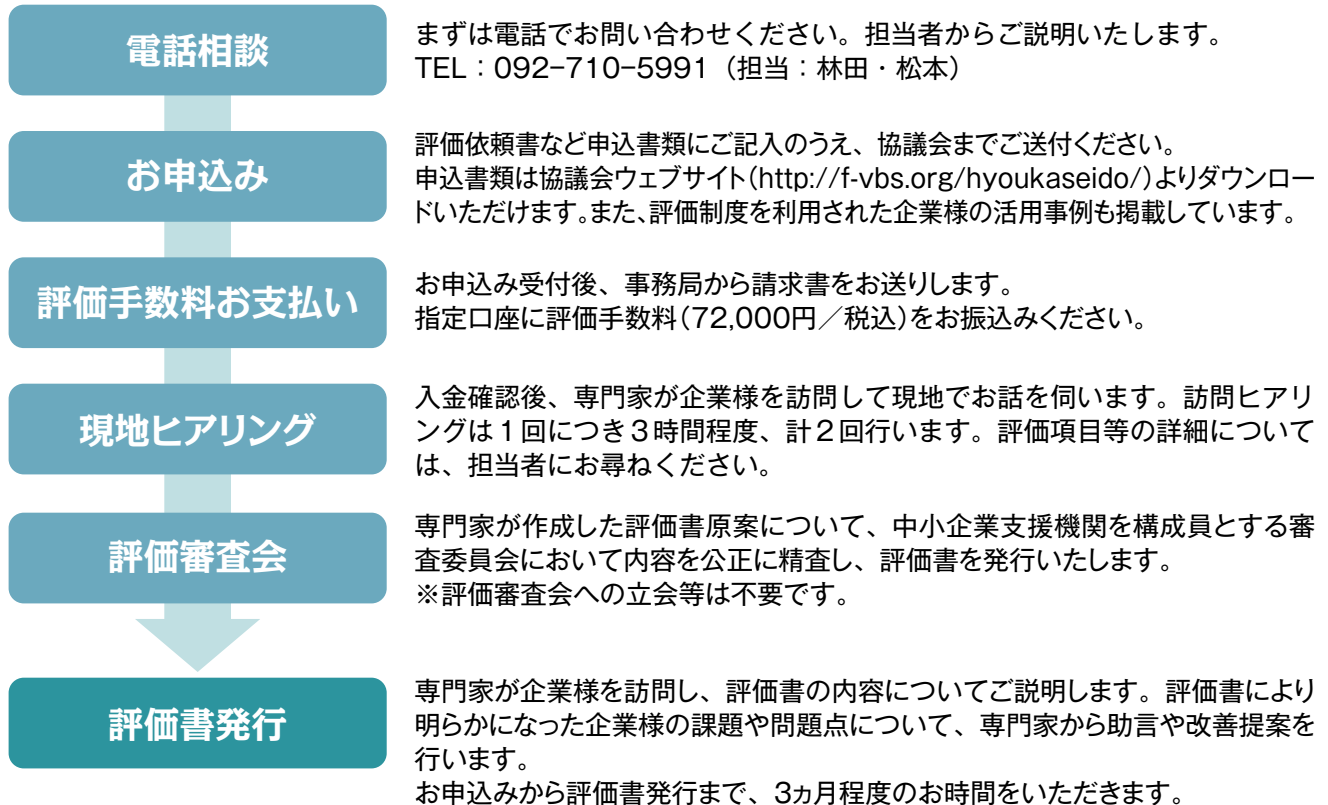 電話相談
まずは電話でお問い合わせください。担当者からご説明いたします。
TEL：092-710-5991（担当：林田・松本）
お申込み
評価依頼書など申込書類にご記入のうえ、協議会までご送付ください。
申込書類は協議会ウェブサイト（http://f-vbs.org/hyoukaseido/）よりダウンロー
ドいただけます。また、評価制度を利用された企業様の活用事例も掲載しています。
評価手数料お支払い
お申込み受付後、事務局から請求書をお送りします。
指定口座に評価手数料（72,000円／税込）をお振込みください。
現地ヒアリング
入金確認後、専門家が企業様を訪問して現地でお話を伺います。訪問ヒアリ
ングは１回につき３時間程度、計２回行います。評価項目等の詳細について
は、担当者にお尋ねください。
評価審査会
専門家が作成した評価書原案について、中小企業支援機関を構成員とする審
査委員会において内容を公正に精査し、評価書を発行いたします。
※評価審査会への立会等は不要です。
評価書発行
専門家が企業様を訪問し、評価書の内容についてご説明します。評価書により
明らかになった企業様の課題や問題点について、専門家から助言や改善提案を
行います。
お申込みから評価書発行まで、3ヵ月程度のお時間をいただきます。